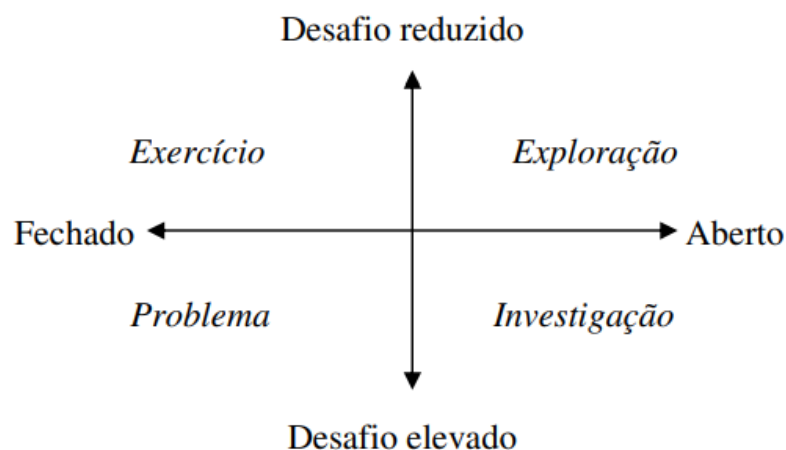 Desafio reduzido
Exercício
Exploração
Fechado
Aberto
Problema
Investigação
Desafio elevado